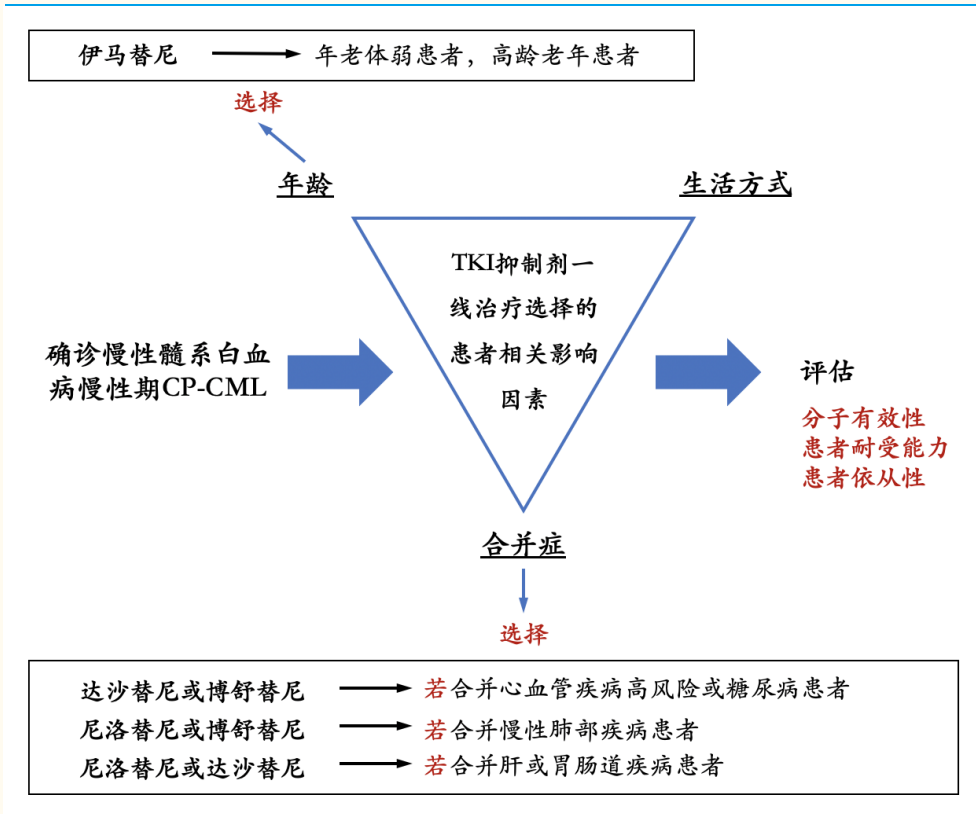 伊马替尼 年老体弱患者，高龄老年患者
选择
年龄
生活方式
TKI抑制剂一
线治疗选择的
患者相关影响
因素
确诊慢性髓系白血
病慢性期CP-CML
评估
分子有效性
患者耐受能力
患者依从性
合并症
选择
达沙替尼或博舒替尼 若合并心血管疾病高风险或糖尿病患者
尼洛替尼或博舒替尼 若合并慢性肺部疾病患者
尼洛替尼或达沙替尼 若合并肝或胃肠道疾病患者